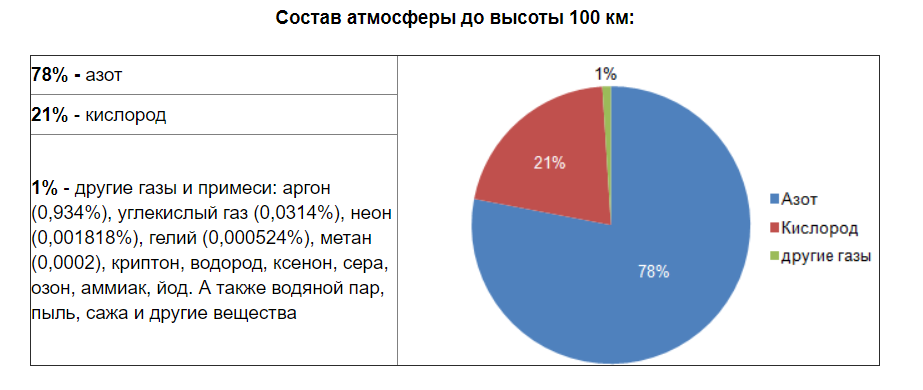 Состав атмосферы до высоты 100 км:
78% - азот
21% - кислород
1% - другие газы и примеси: аргон
(0,934%), углекислый газ (0,0314%), неон
(0,001818%), гелий (0,000524%), метан
(0,0002), криптон, водород, ксенон, сера,
озон, аммиак, йод. А также водяной пар,
пыль, сажа и другие вещества
1%
21%
78%
Азот
Кислород
другие газы